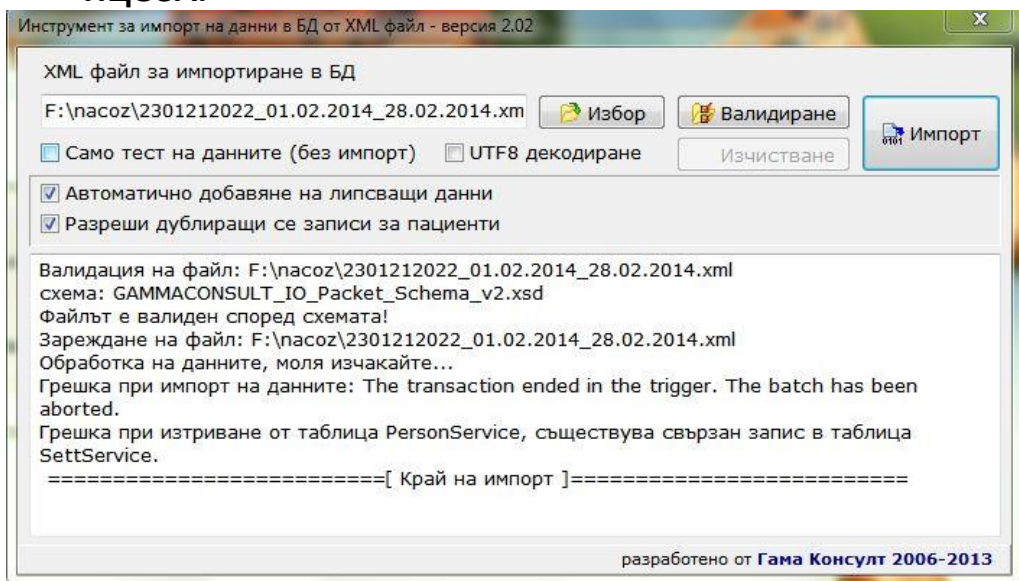 Инструмент за импорт на данни в БД от XML файл - версия 2.02
X
XML файл за импортиране в БД
F:\nacoz\2301212022_01.02.2014_28.02.2014.xm
Избор
Валидиране
Импорт
Само тест на данните (без импорт)
UTF8 декодиране
Изчистване
Автоматично добавяне на липсващи данни
Разреши дублиращи се записи за пациенти
Валидация на файл: F:\nacoz\2301212022_01.02.2014_28.02.2014.xml
схема: GAMMACONSULT_IO_Packet_Schema_v2.xsd
Файлът е валиден според схемата!
Зареждане на файл: F:\nacoz\2301212022_01.02.2014_28.02.2014.xml
Обработка на данните, моля изчакайте...
Грешка при импорт на данните: The transaction ended in the trigger. The batch has been
aborted.
Грешка при изтриване от таблица PersonService, съществува свързан запис в таблица
SettService.
==========================[ Край на импорт ]==========================
разработено от Гама Консулт 2006-2013